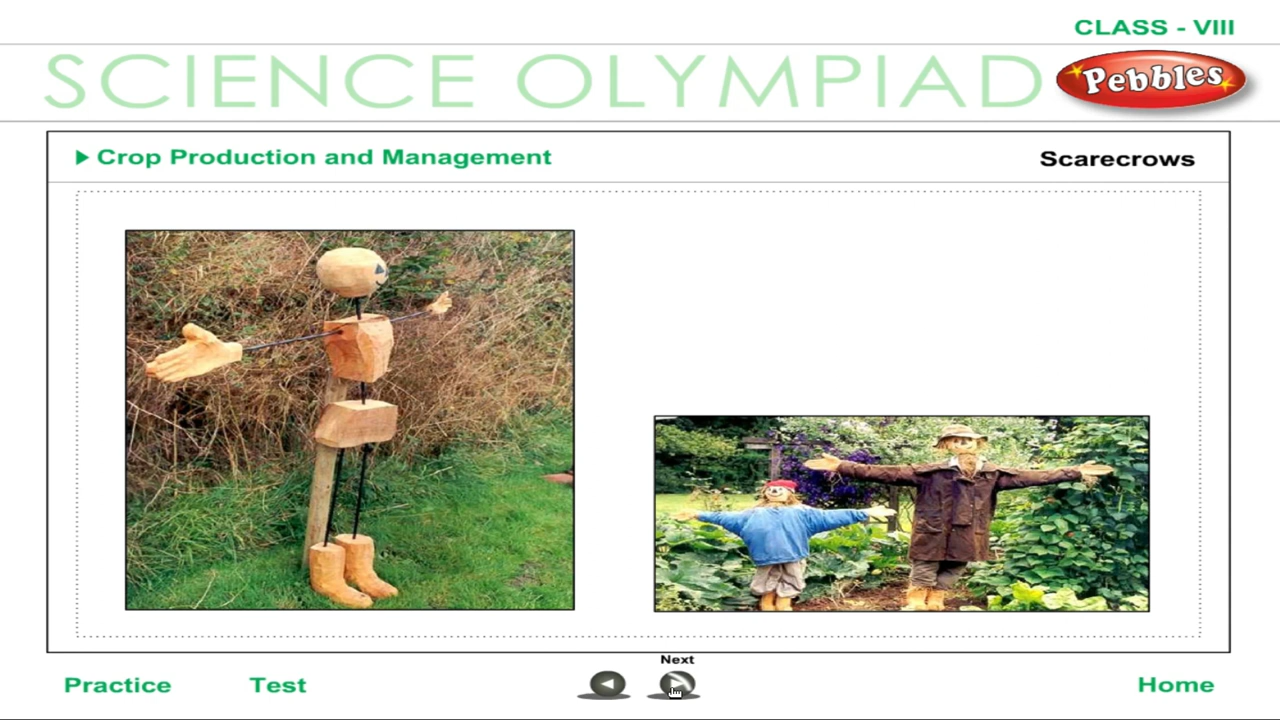 CLASS - VIII
SCIENCE OLYMPIAD
Pebbles
Crop Production and Management
Scarecrows
Next
Practice
Test
Home